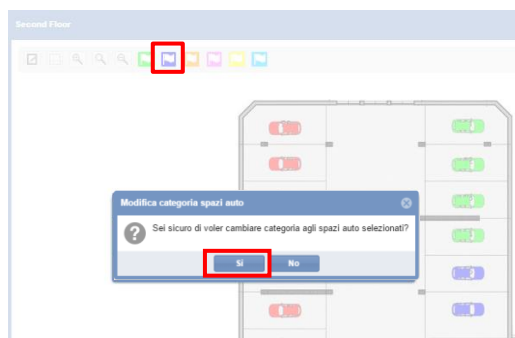 Second Floor
Modifica categoria spazi auto
Sei sicuro di voler cambiare categoria agli spazi auto selezionati?
Si
No